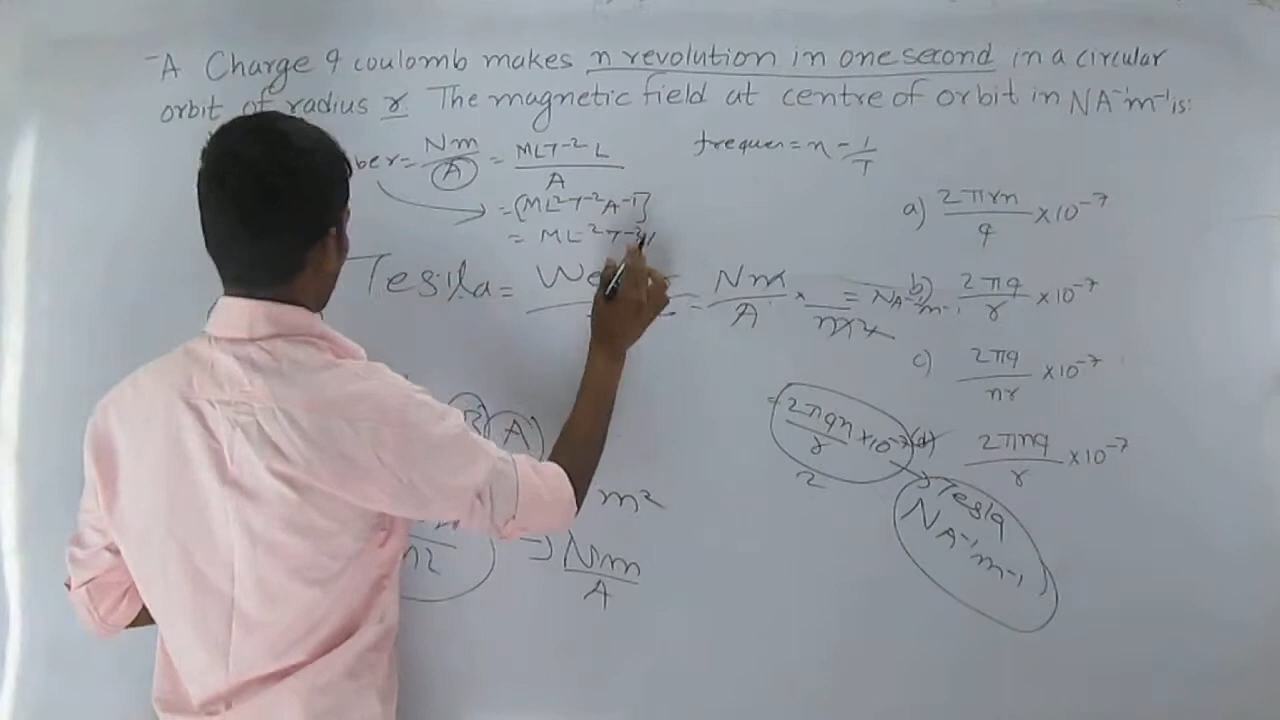 A Charge q coulomb makes n revolution in one second in a circular
orbit of radius r The magnetic field at centre of orbit in NA⁻¹m⁻¹ is:
ber = Nm/A = MLT⁻²L/A
= [ML²T⁻²A⁻¹]
= ML²T⁻²
frequen = n = 1/T
Tesla = We = Nm/A × = NA⁻¹m⁻¹
a) 2πrn/q ×10⁻⁷
b) 2πq/r ×10⁻⁷
c) 2πq/nr ×10⁻⁷
(d) 2πnq/r ×10⁻⁷
= 2πqn/r ×10⁻⁷
2
Tesla
NA⁻¹m⁻¹
A
m²
⇒ Nm/A